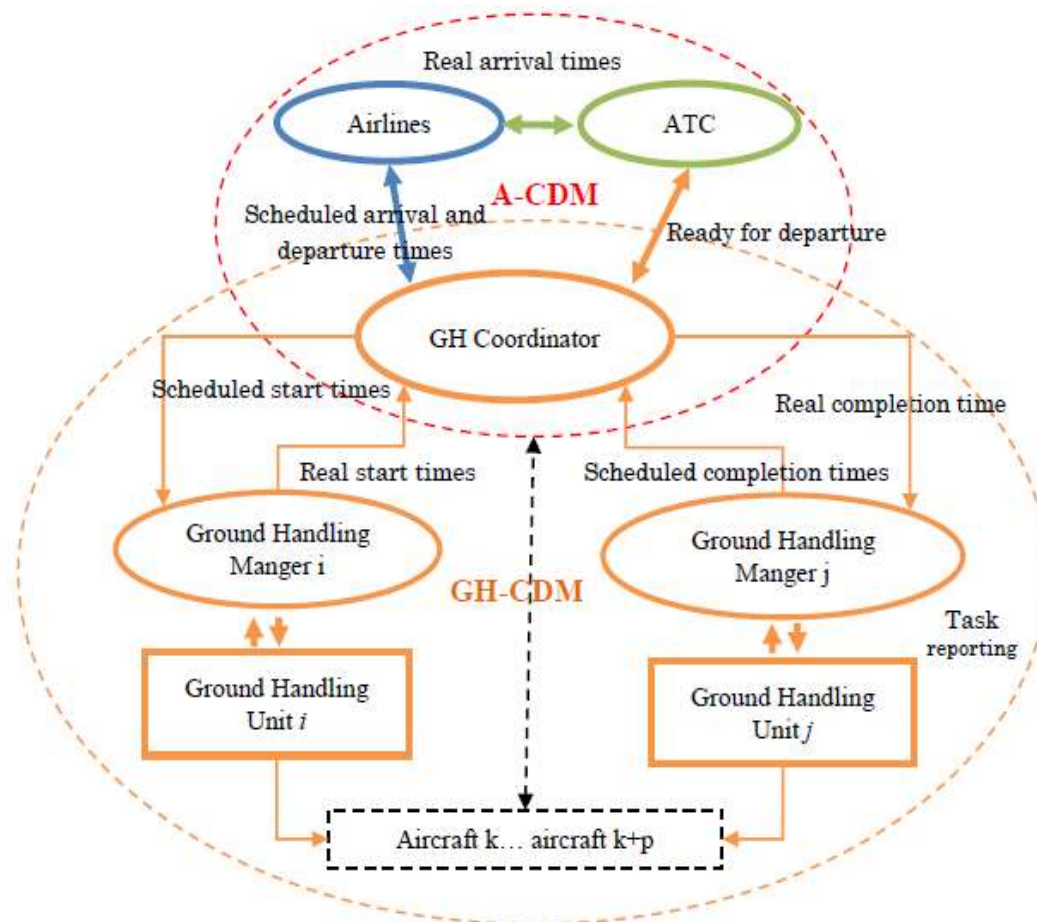 Real arrival times
Airlines
ATC
A-CDM
Scheduled arrival and
departure times
Ready for departure
GH Coordinator
Scheduled start times
Real completion time
Real start times
Scheduled completion times
Ground Handling
Manger i
Ground Handling
Manger j
GH-CDM
Task
reporting
Ground Handling
Unit i
Ground Handling
Unit j
Aircraft k… aircraft k+p